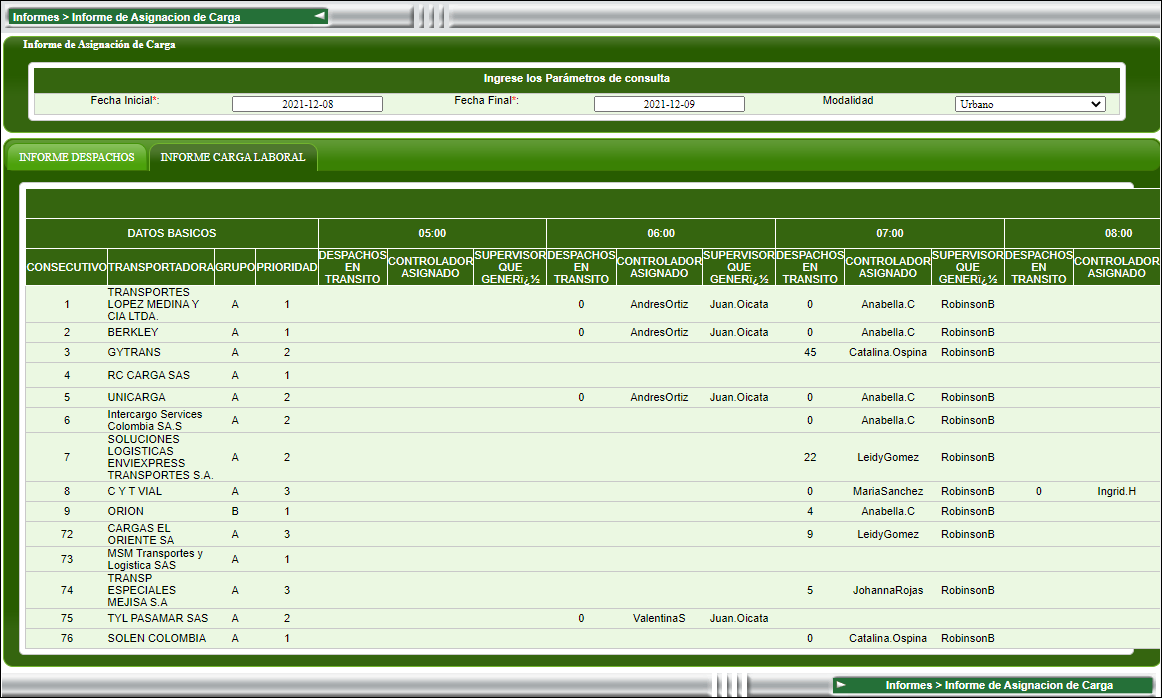 Informes > Informe de Asignacion de Carga
Informe de Asignación de Carga
Ingrese los Parámetros de consulta
Fecha Inicial*: 2021-12-08 Fecha Final*: 2021-12-09 Modalidad Urbano
INFORME DESPACHOS INFORME CARGA LABORAL
DATOS BASICOS 05:00 06:00 07:00 08:00
CONSECUTIVO TRANSPORTADORA GRUPO PRIORIDAD DESPACHOS CONTROLADOR SUPERVISOR DESPACHOS CONTROLADOR SUPERVISOR DESPACHOS CONTROLADOR SUPERVISOR DESPACHOS CONTROLADOR
EN ASIGNADO QUE EN ASIGNADO QUE EN ASIGNADO QUE EN ASIGNADO
TRANSITO GENERï¿½ TRANSITO GENERï¿½ TRANSITO GENERï¿½ TRANSITO
TRANSPORTES
1 LOPEZ MEDINA Y A 1 0 AndresOrtiz Juan.Oicata 0 Anabella.C RobinsonB
CIA LTDA.
2 BERKLEY A 1 0 AndresOrtiz Juan.Oicata 0 Anabella.C RobinsonB
3 GYTRANS A 2 45 Catalina.Ospina RobinsonB
4 RC CARGA SAS A 1
5 UNICARGA A 2 0 AndresOrtiz Juan.Oicata 0 Anabella.C RobinsonB
6 Intercargo Services A 2 0 Anabella.C RobinsonB
Colombia SA.S
SOLUCIONES
7 LOGISTICAS A 2 22 LeidyGomez RobinsonB
ENVIEXPRESS
TRANSPORTES S.A.
8 C Y T VIAL A 3 0 MariaSanchez RobinsonB 0 Ingrid.H
9 ORION B 1 4 Anabella.C RobinsonB
72 CARGAS EL A 3 9 LeidyGomez RobinsonB
ORIENTE SA
73 MSM Transportes y A 1
Logistica SAS
TRANSP
74 ESPECIALES A 3 5 JohannaRojas RobinsonB
MEJISA S.A
75 TYL PASAMAR SAS A 2 0 ValentinaS Juan.Oicata
76 SOLEN COLOMBIA A 1 0 Catalina.Ospina RobinsonB
Informes > Informe de Asignacion de Carga